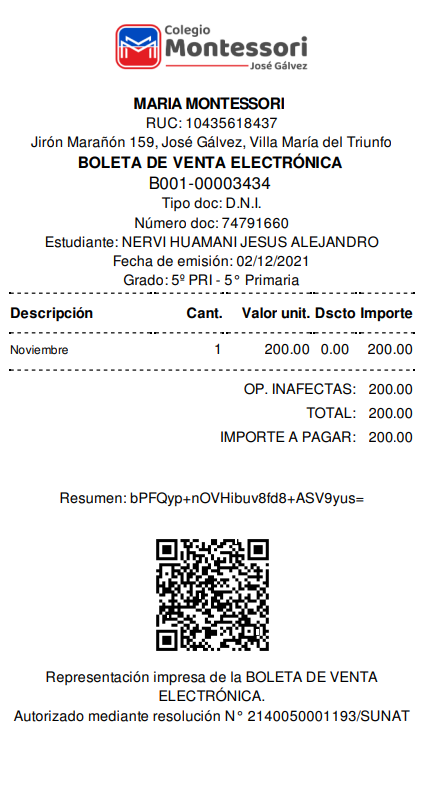 Colegio
Montessori
José Gálvez
MARIA MONTESSORI
RUC: 10435618437
Jirón Marañón 159, José Gálvez, Villa María del Triunfo
BOLETA DE VENTA ELECTRÓNICA
B001-00003434
Tipo doc: D.N.I.
Número doc: 74791660
Estudiante: NERVI HUAMANI JESUS ALEJANDRO
Fecha de emisión: 02/12/2021
Grado: 5º PRI - 5° Primaria
Descripción Cant. Valor unit. Dscto Importe
Noviembre 1 200.00 0.00 200.00
OP. INAFECTAS: 200.00
TOTAL: 200.00
IMPORTE A PAGAR: 200.00
Resumen: bPFQyp+nOVHibuv8fd8+ASV9yus=
Representación impresa de la BOLETA DE VENTA
ELECTRÓNICA.
Autorizado mediante resolución N° 2140050001193/SUNAT